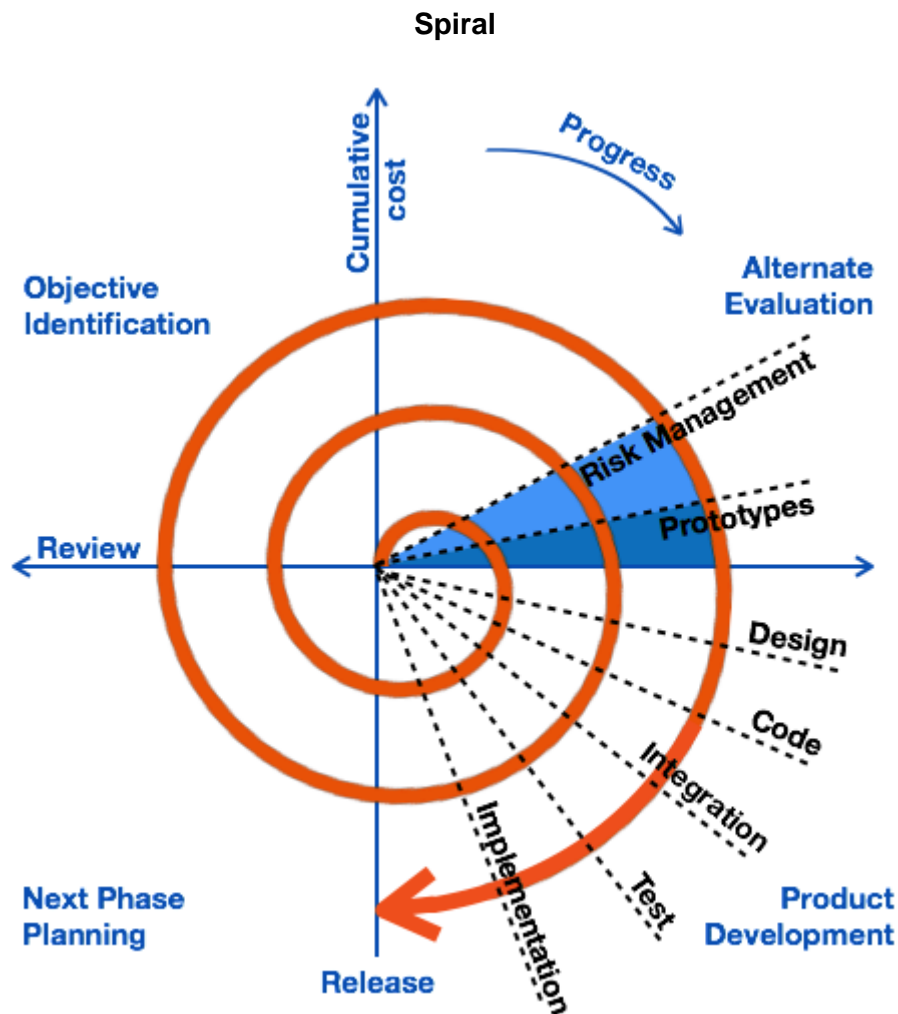 Spiral
Cumulative
cost
Progress
Objective
Identification
Alternate
Evaluation
Risk Management
Prototypes
Review
Design
Code
Integration
Test
Implementation
Next Phase
Planning
Product
Development
Release